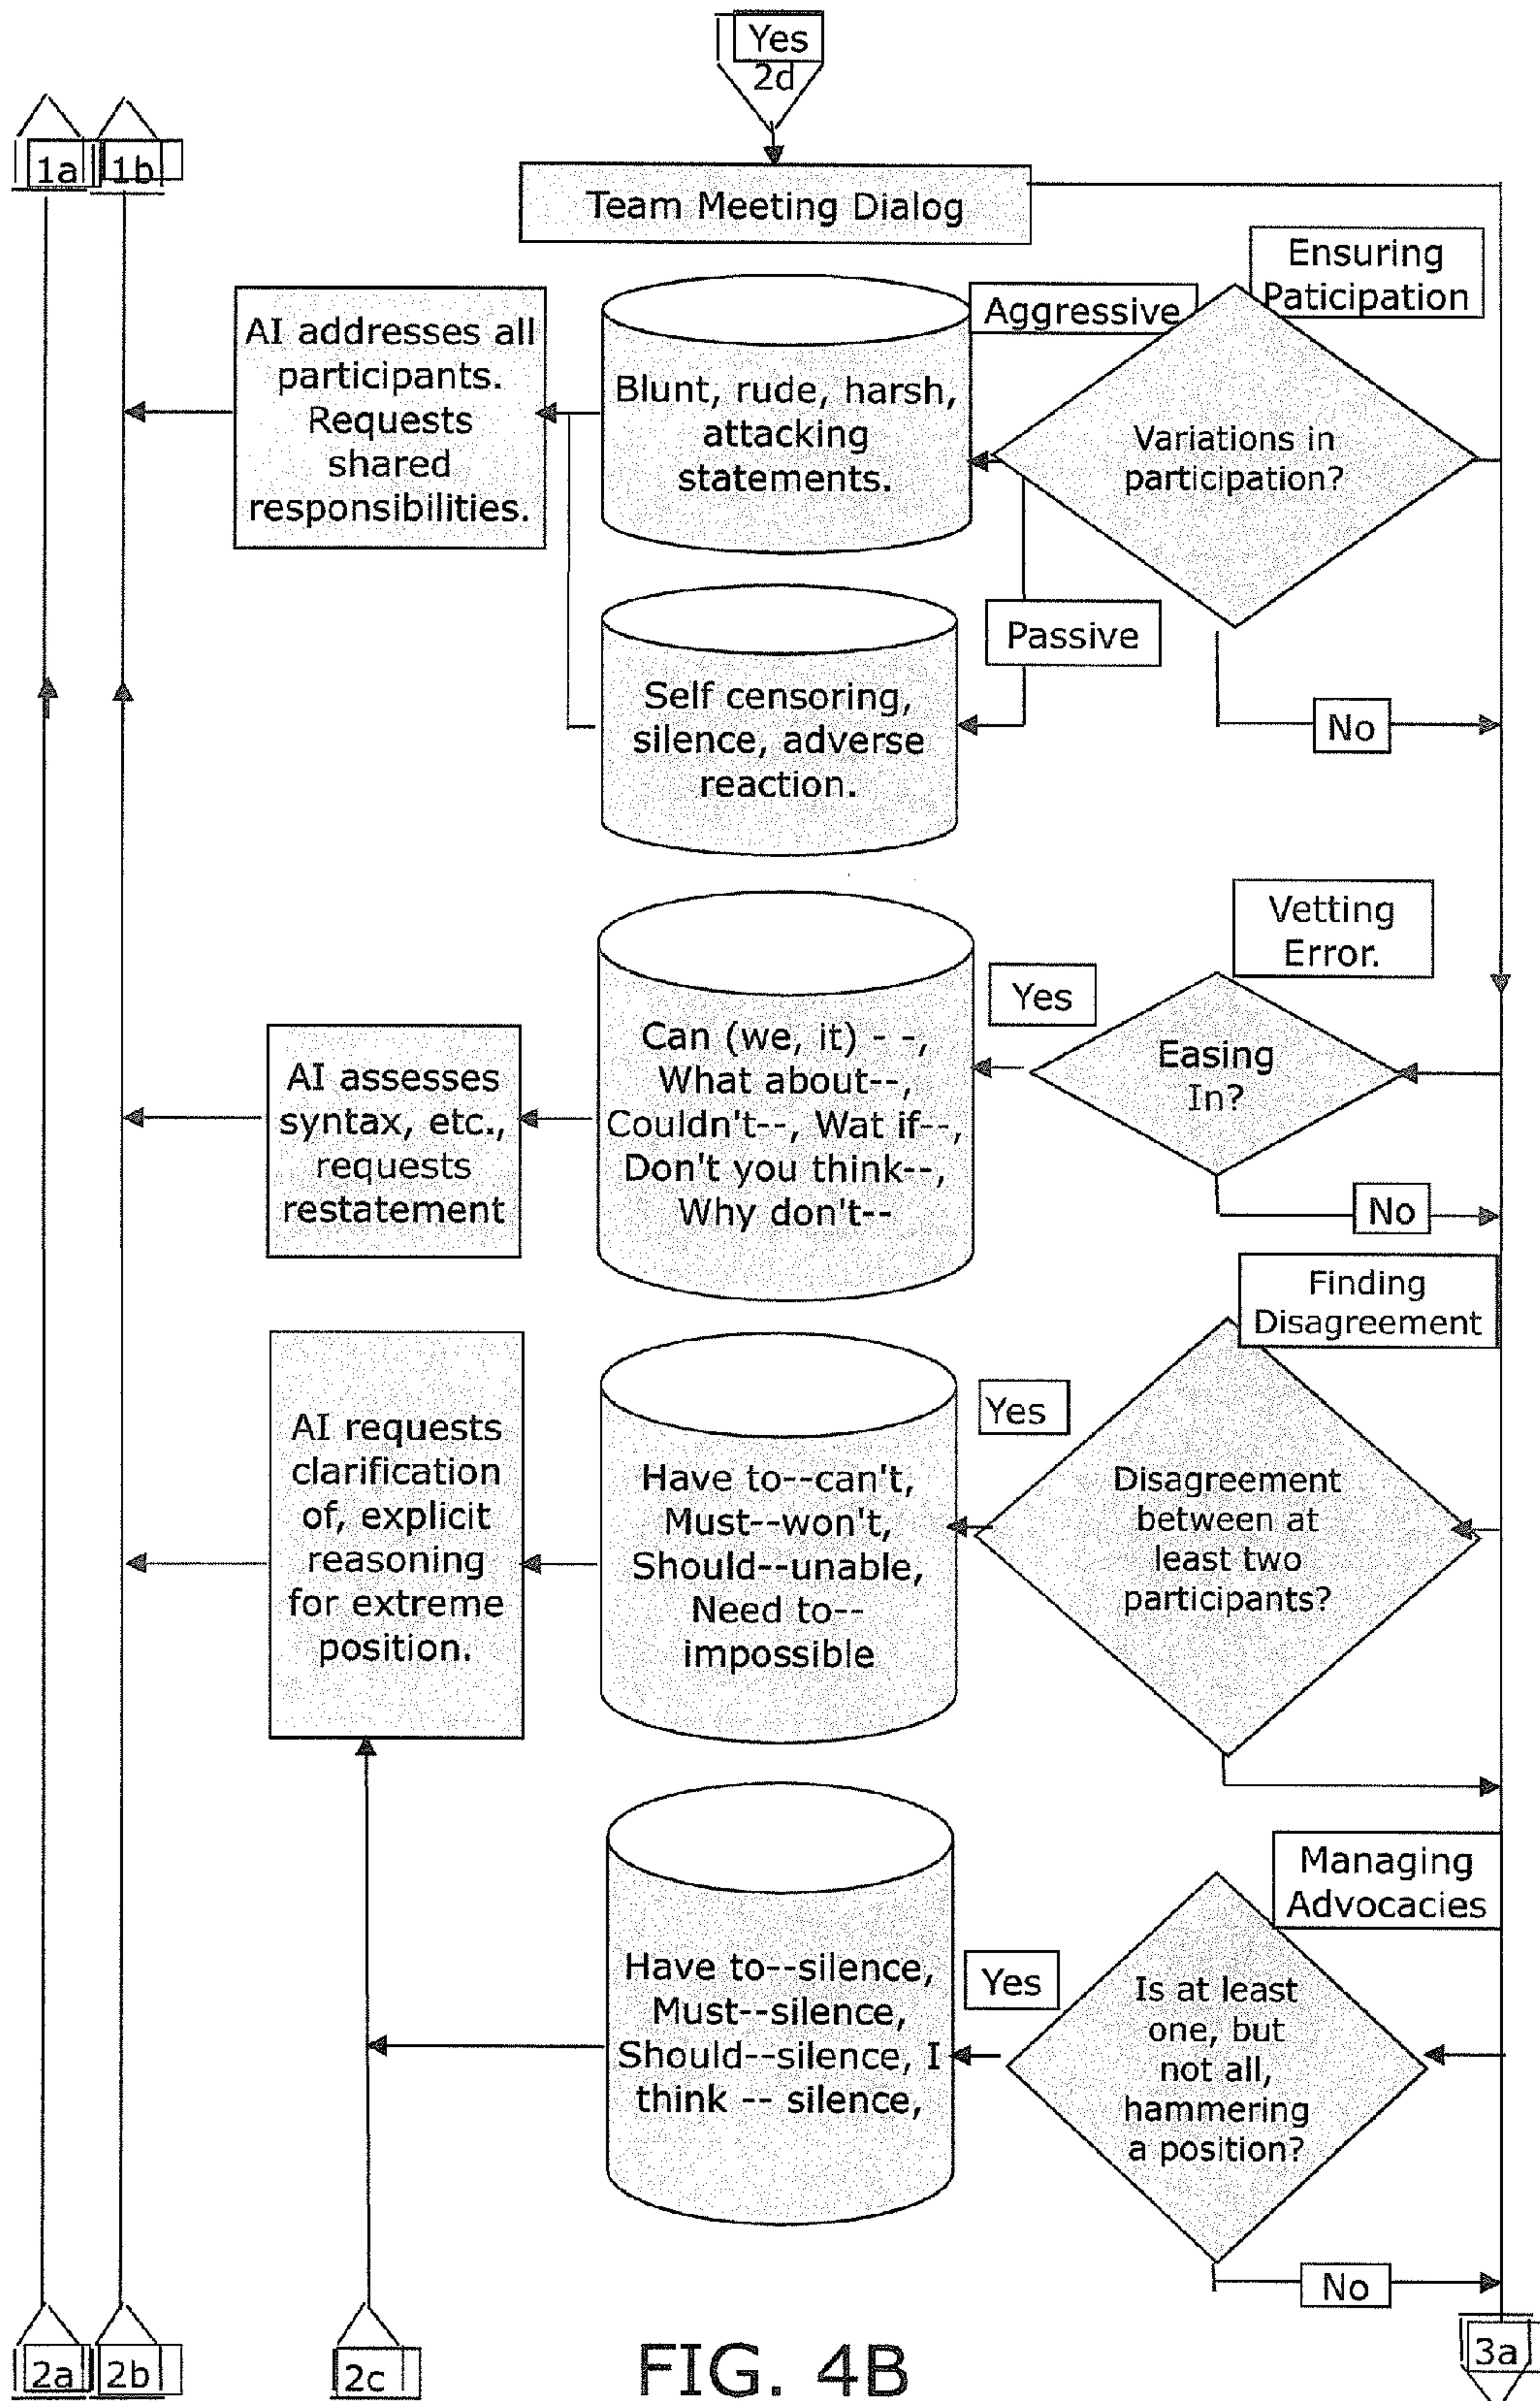 Yes
2d
1a
1b
Team Meeting Dialog
Ensuring
Paticipation
Aggressive
AI addresses all
participants.
Requests
shared
responsibilities.
Blunt, rude, harsh,
attacking
statements.
Variations in
participation?
Passive
Self censoring,
silence, adverse
reaction.
No
Vetting
Error.
Yes
Easing
In?
Can (we, it) - -,
What about--,
Couldn't--, Wat if--,
Don't you think--,
Why don't--
AI assesses
syntax, etc.,
requests
restatement
No
Finding
Disagreement
Yes
Disagreement
between at
least two
participants?
Have to--can't,
Must--won't,
Should--unable,
Need to--
impossible
AI requests
clarification
of, explicit
reasoning
for extreme
position.
Managing
Advocacies
Yes
Is at least
one, but
not all,
hammering
a position?
Have to--silence,
Must--silence,
Should--silence, I
think -- silence,
No
2a
2b
2c
3a
FIG. 4B